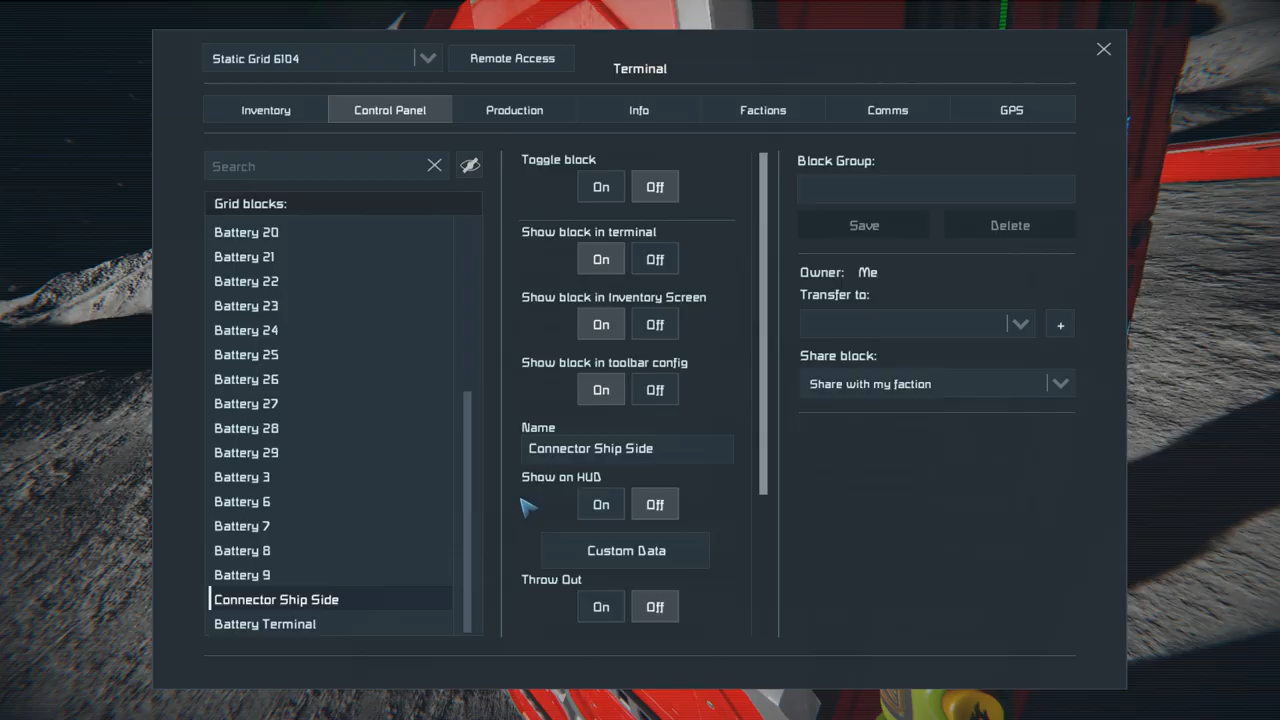 Static Grid 6104
Remote Access
Terminal
Inventory
Control Panel
Production
Info
Factions
Comms
GPS
Search
Grid blocks:
Battery 20
Battery 21
Battery 22
Battery 23
Battery 24
Battery 25
Battery 26
Battery 27
Battery 28
Battery 29
Battery 3
Battery 6
Battery 7
Battery 8
Battery 9
Connector Ship Side
Battery Terminal
Toggle block
On Off
Show block in terminal
On Off
Show block in Inventory Screen
On Off
Show block in toolbar config
On Off
Name
Connector Ship Side
Show on HUD
On Off
Custom Data
Throw Out
On Off
Block Group:
Save
Delete
Owner: Me
Transfer to:
+
Share block:
Share with my faction